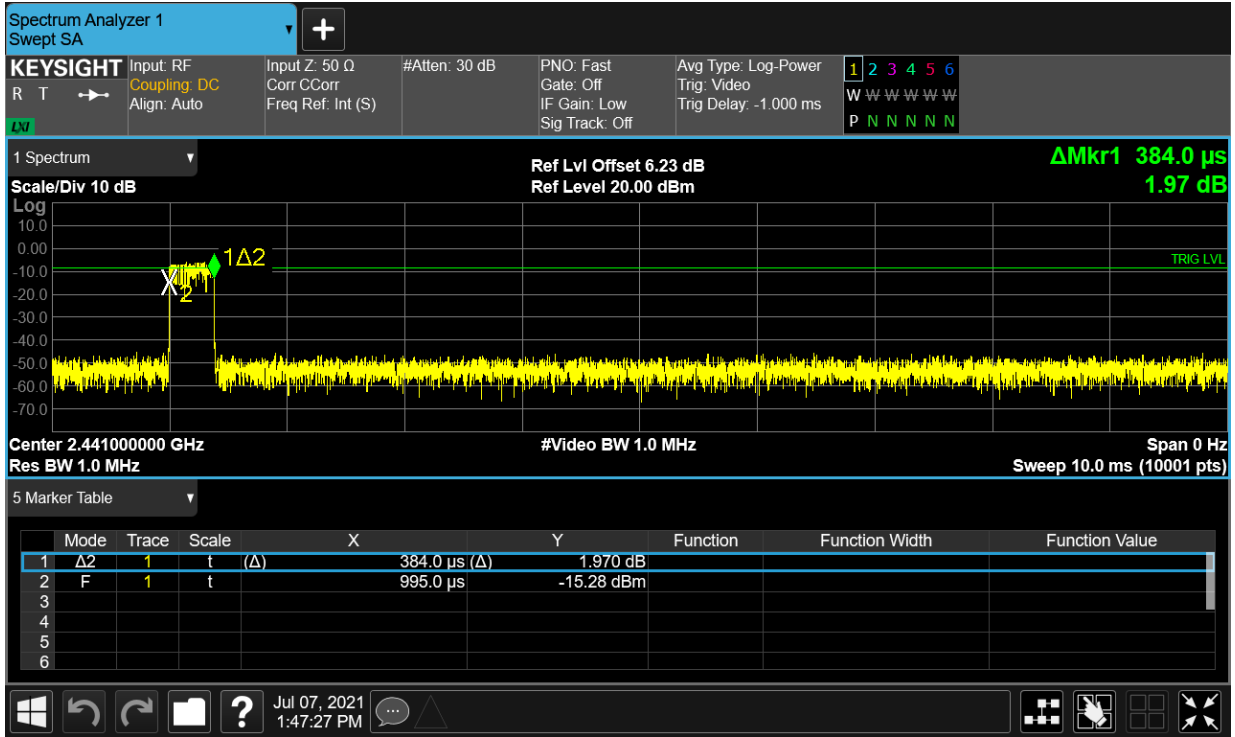 Spectrum Analyzer 1
Swept SA
KEYSIGHT Input: RF Input Z: 50 Ω #Atten: 30 dB PNO: Fast Avg Type: Log-Power 1 2 3 4 5 6
R T Coupling: DC Corr CCorr Gate: Off Trig: Video W W W W W W
Align: Auto Freq Ref: Int (S) IF Gain: Low Trig Delay: -1.000 ms
LXI Sig Track: Off P N N N N N
1 Spectrum Ref Lvl Offset 6.23 dB ΔMkr1 384.0 µs
Scale/Div 10 dB Ref Level 20.00 dBm 1.97 dB
Log
10.0
0.00 1Δ2
TRIG LVL
-10.0
X
-20.0 2
-30.0
-40.0
-50.0
-60.0
-70.0
Center 2.441000000 GHz #Video BW 1.0 MHz Span 0 Hz
Res BW 1.0 MHz Sweep 10.0 ms (10001 pts)
5 Marker Table
Mode Trace Scale X Y Function Function Width Function Value
1 Δ2 1 t (Δ) 384.0 µs (Δ) 1.970 dB
2 F 1 t 995.0 µs -15.28 dBm
3
4
5
6
? Jul 07, 2021
1:47:27 PM